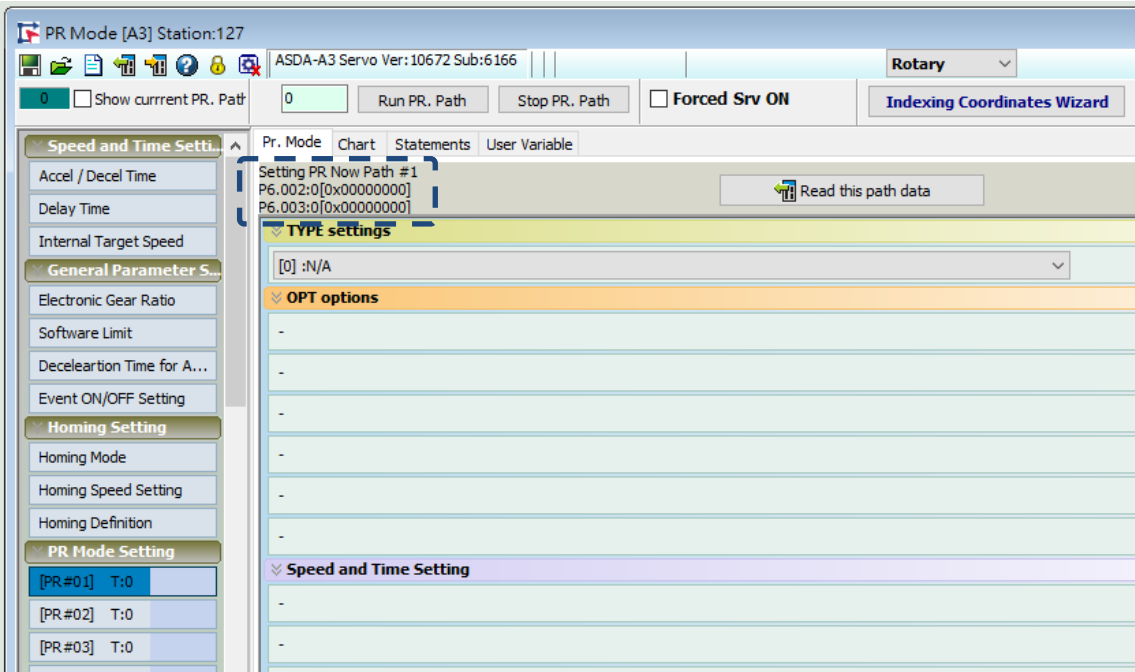 PR Mode [A3] Station:127
ASDA-A3 Servo Ver:10672 Sub:6166
Rotary
0
Show currrent PR. Path
0
Run PR. Path
Stop PR. Path
Forced Srv ON
Indexing Coordinates Wizard
Speed and Time Setti...
Accel / Decel Time
Delay Time
Internal Target Speed
General Parameter S...
Electronic Gear Ratio
Software Limit
Deceleartion Time for A...
Event ON/OFF Setting
Homing Setting
Homing Mode
Homing Speed Setting
Homing Definition
PR Mode Setting
[PR#01] T:0
[PR#02] T:0
[PR#03] T:0
Pr. Mode
Chart
Statements
User Variable
Setting PR Now Path #1
P6.002:0[0x00000000]
P6.003:0[0x00000000]
Read this path data
TYPE settings
[0] :N/A
OPT options
-
-
-
-
-
-
Speed and Time Setting
-
-